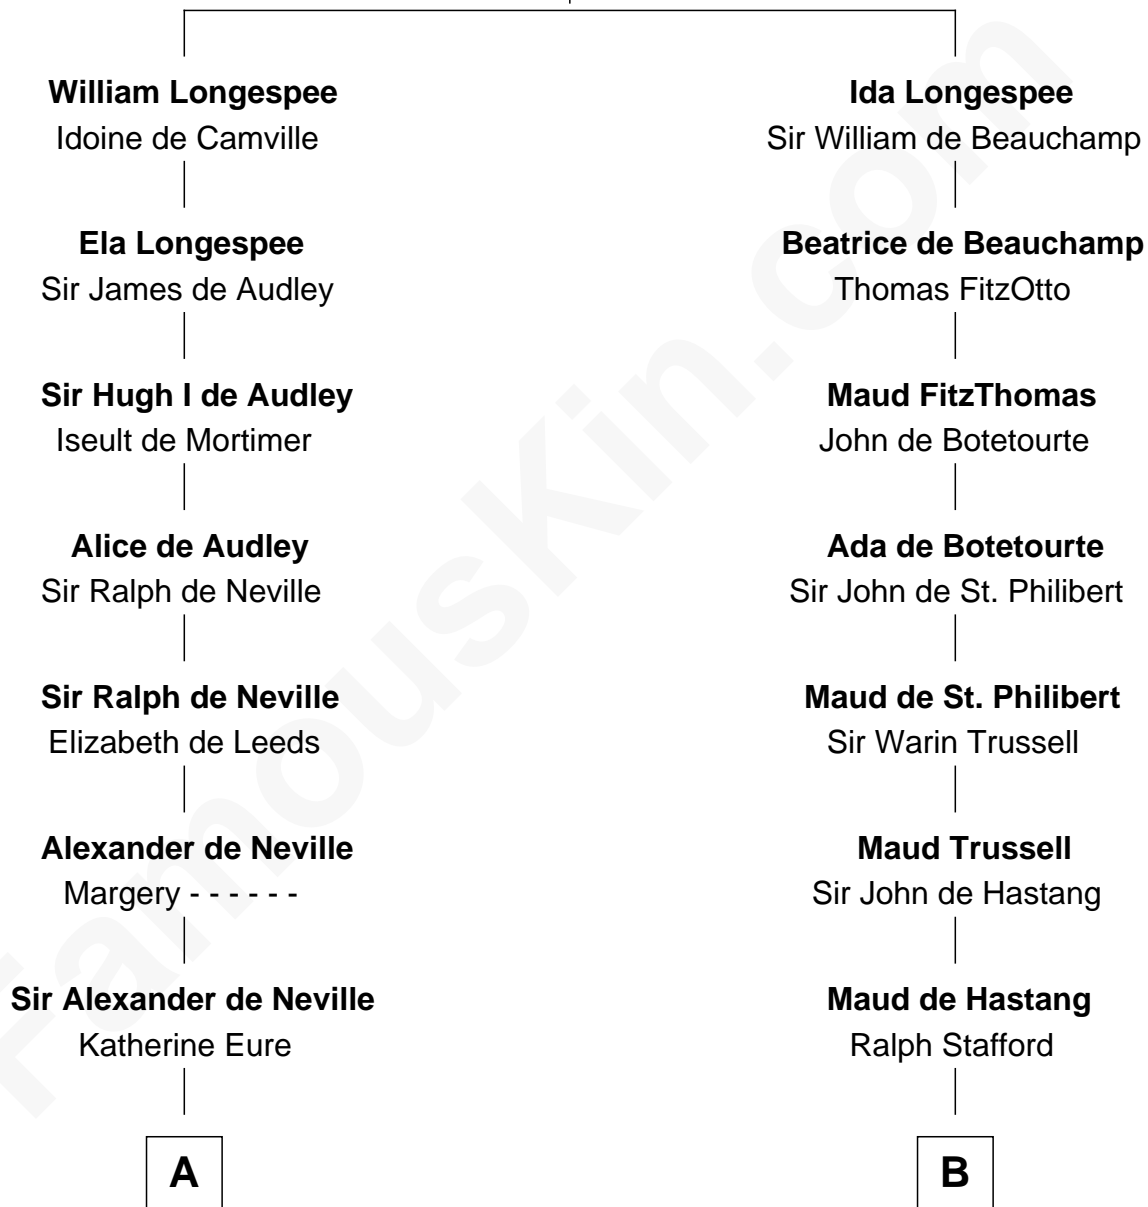 William Longespee
Idoine de Camville
Ela Longespee
Sir James de Audley
Sir Hugh I de Audley
Iseult de Mortimer
Alice de Audley
Sir Ralph de Neville
Sir Ralph de Neville
Elizabeth de Leeds
Alexander de Neville
Margery - - - - - -
Sir Alexander de Neville
Katherine Eure
A
Ida Longespee
Sir William de Beauchamp
Beatrice de Beauchamp
Thomas FitzOtto
Maud FitzThomas
John de Botetourte
Ada de Botetourte
Sir John de St. Philibert
Maud de St. Philibert
Sir Warin Trussell
Maud Trussell
Sir John de Hastang
Maud de Hastang
Ralph Stafford
B
FamousKin.com